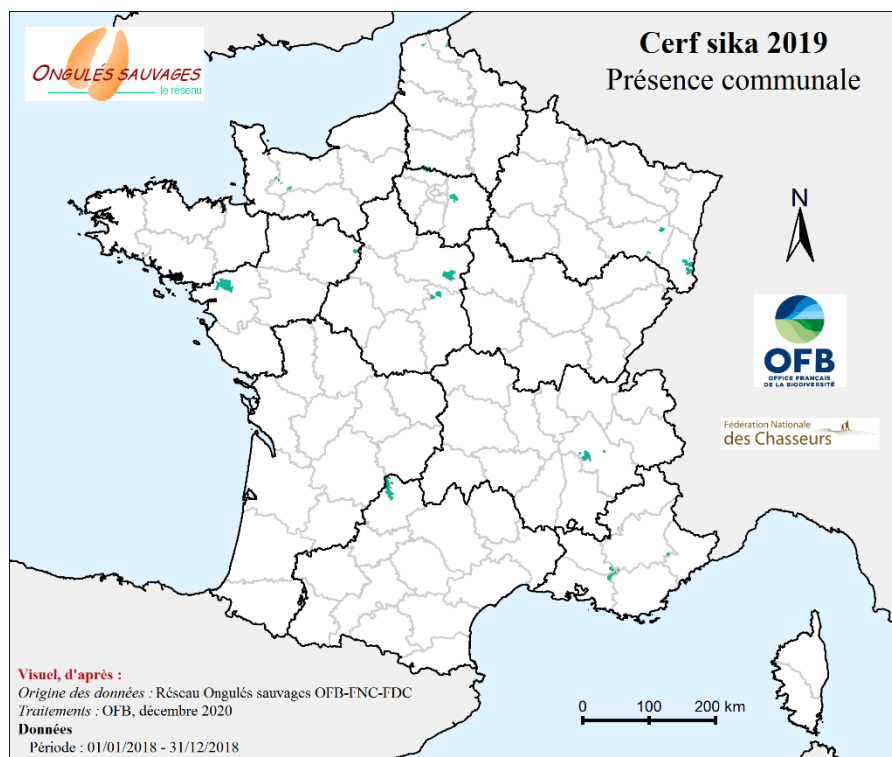 ONGULÉS SAUVAGES
le réseau
Cerf sika 2019
Présence communale
N
OFB
OFFICE FRANÇAIS
DE LA BIODIVERSITÉ
Fédération Nationale
des Chasseurs
Visuel, d'après :
Origine des données : Réseau Ongulés sauvages OFB-FNC-FDC
Traitements : OFB, décembre 2020
Données
Période : 01/01/2018 - 31/12/2018
0 100 200 km